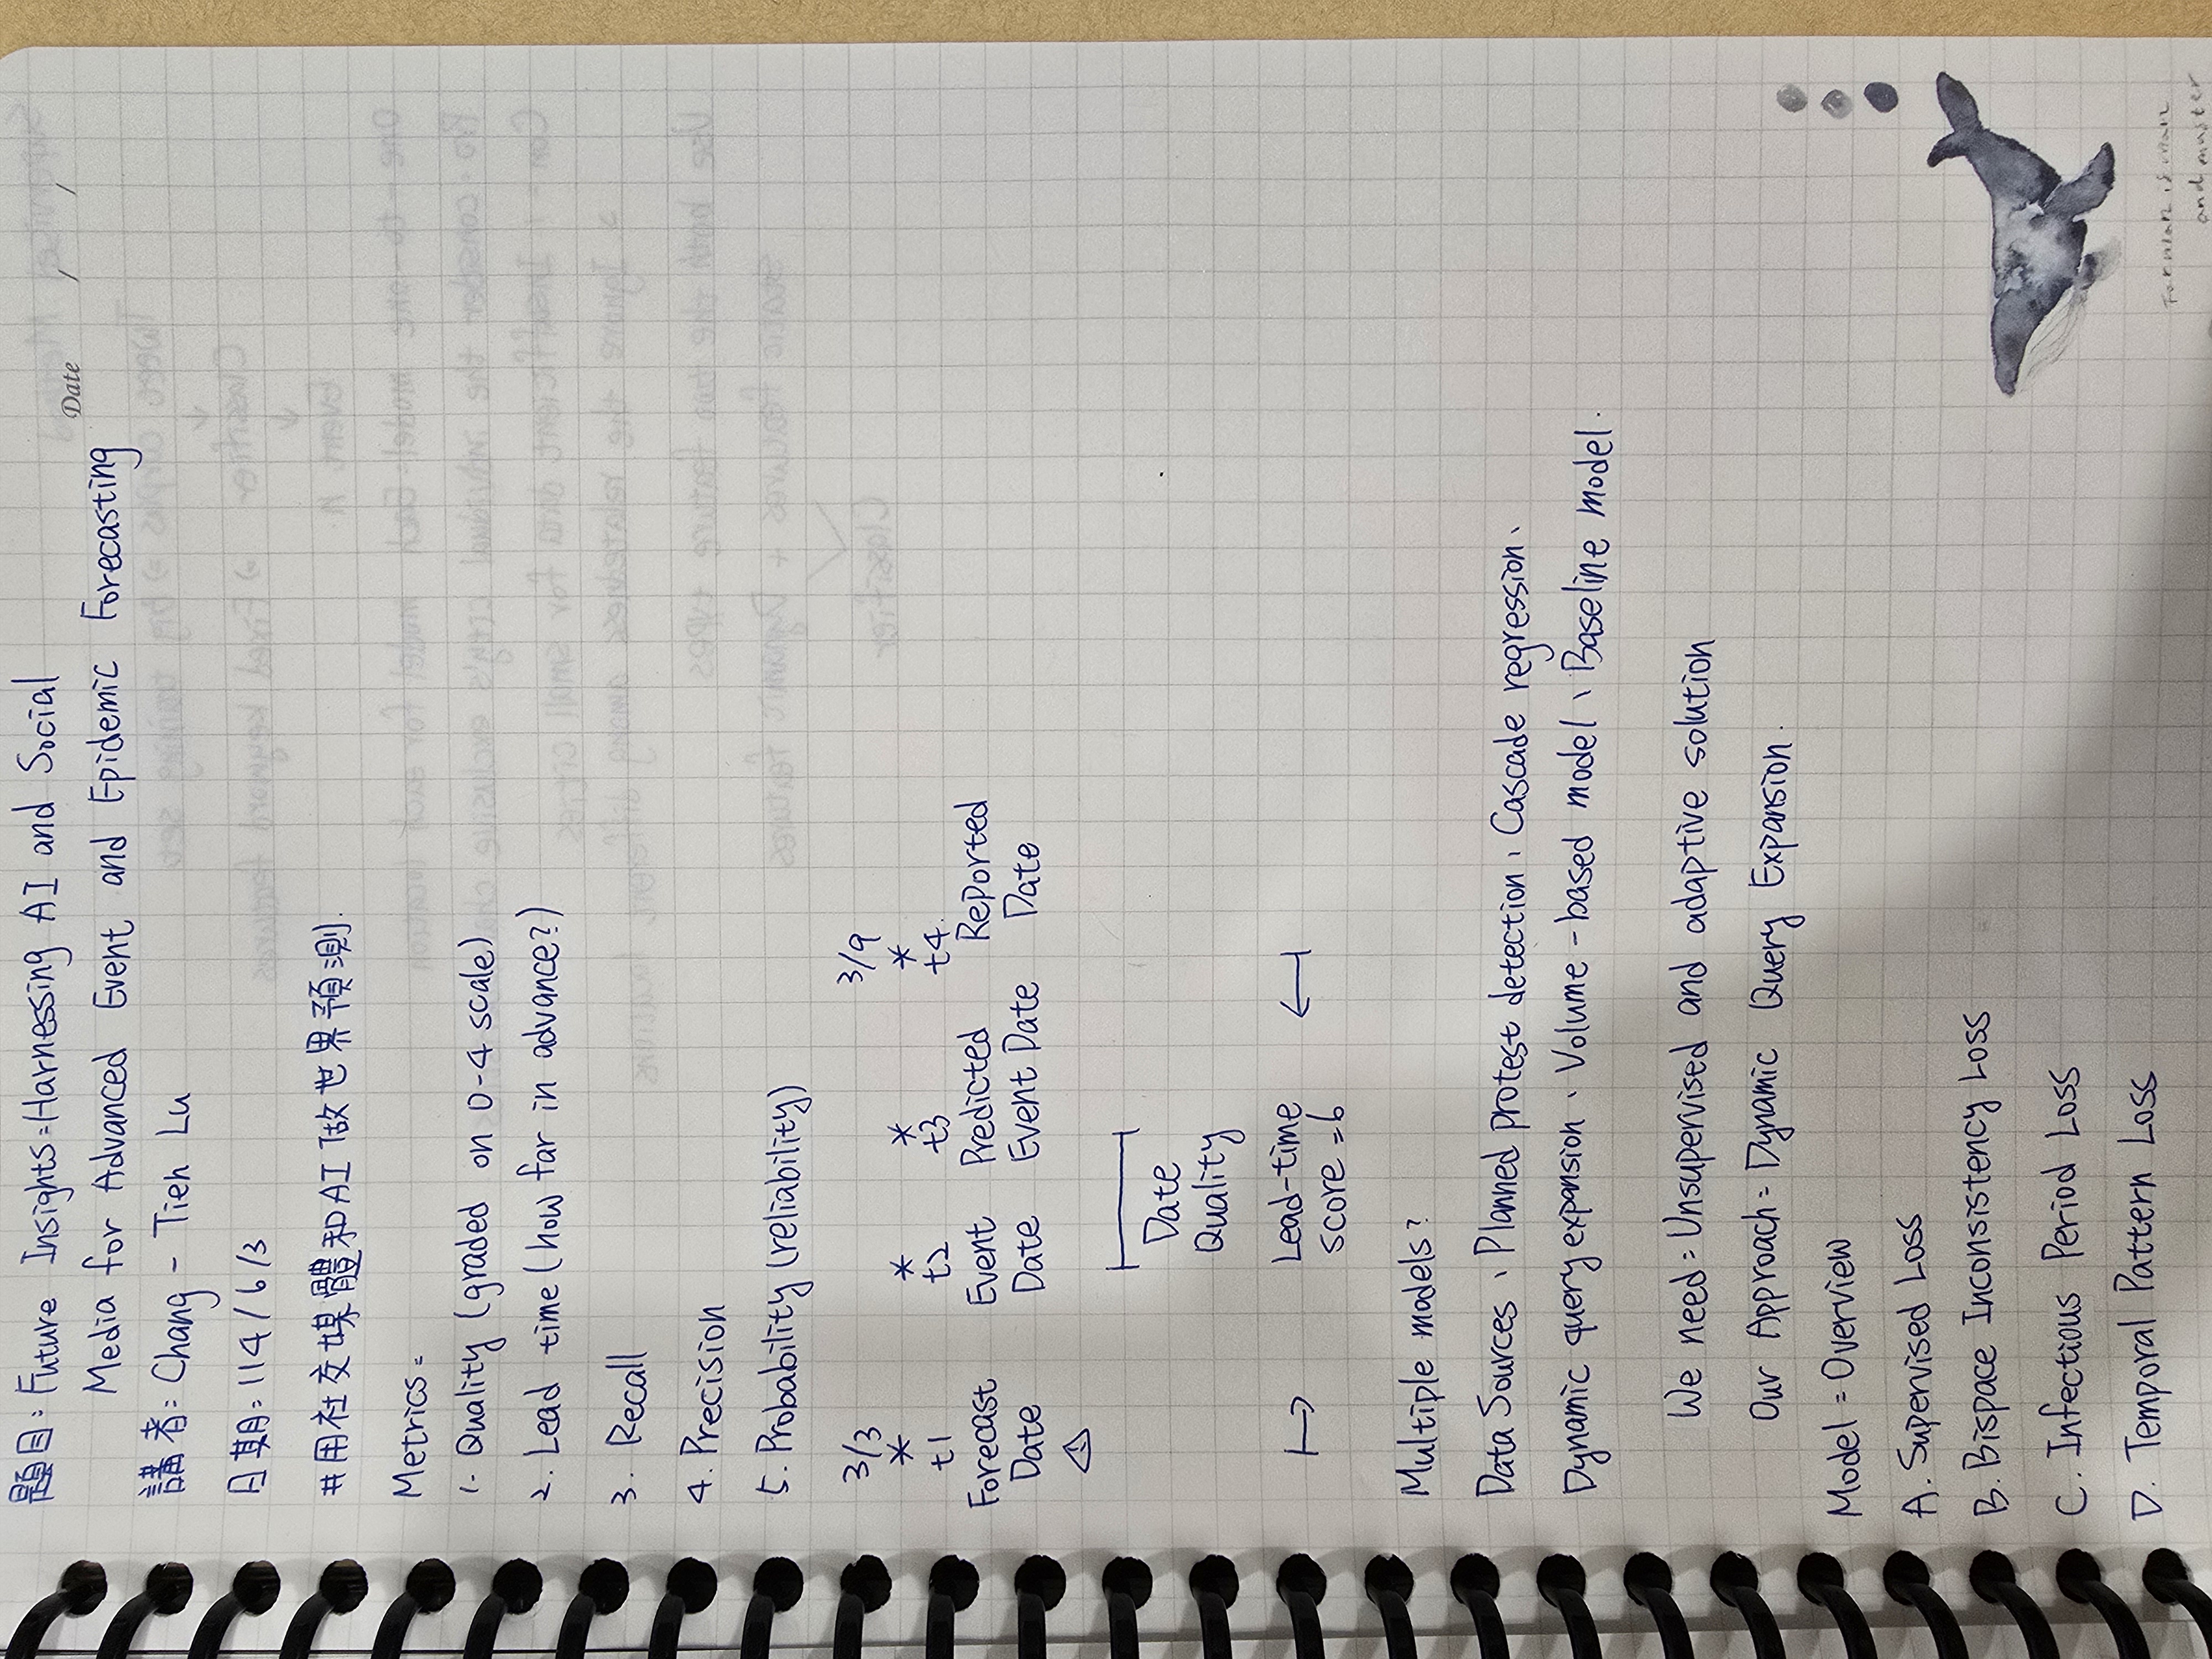 題目: Future Insights: Harnessing AI and Social
Media for Advanced Event and Epidemic Forecasting
Date / /
講者: Chang - Tien Lu
日期: 114/6/3
#用社交媒體和AI做世界預測.
Metrics:
1. Quality (graded on 0-4 scale)
2. Lead time (how far in advance?)
3. Recall
4. Precision
5. Probability (reliability)
3/3 3/9
* * * *
t1 t2 t3 t4.
Forecast Event Predicted Reported
Date Date Event Date Date
Date
Quality
Lead-time
score = 6
Multiple models?
Data Sources、Planned protest detection、Cascade regression、
Dynamic query expansion、Volume-based model、Baseline model.
We need: Unsupervised and adaptive solution
Our Approach: Dynamic Query Expansion.
Model: Overview
A. Supervised Loss
B. Bispace Inconsistency Loss
C. Infectious Period Loss
D. Temporal Pattern Loss
and master